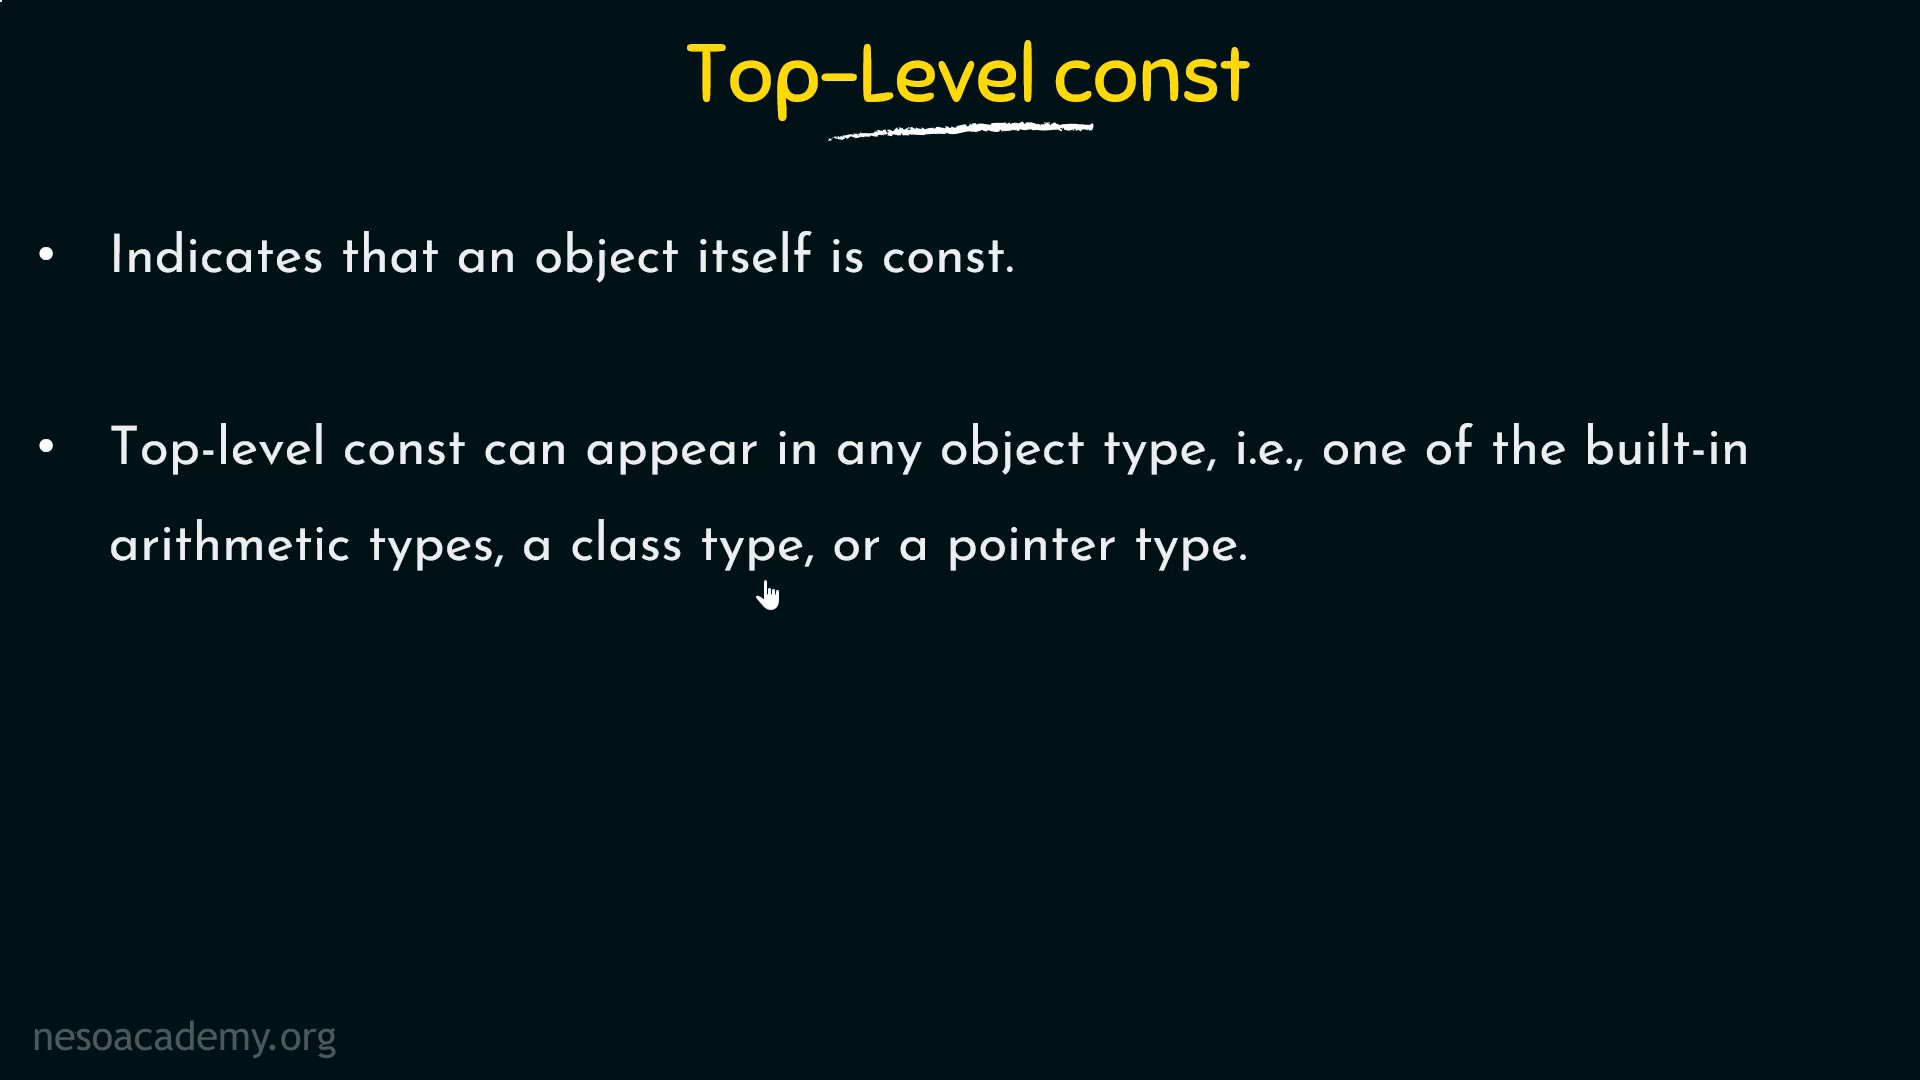 Top-Level const
• Indicates that an object itself is const.
• Top-level const can appear in any object type, i.e., one of the built-in
arithmetic types, a class type, or a pointer type.
nesoacademy.org